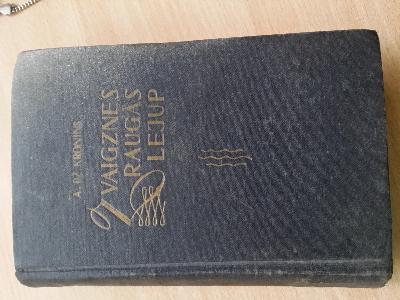 A. DŽ. KRONINS
ZVAIGZNES
RAUGĀS
LEJUP